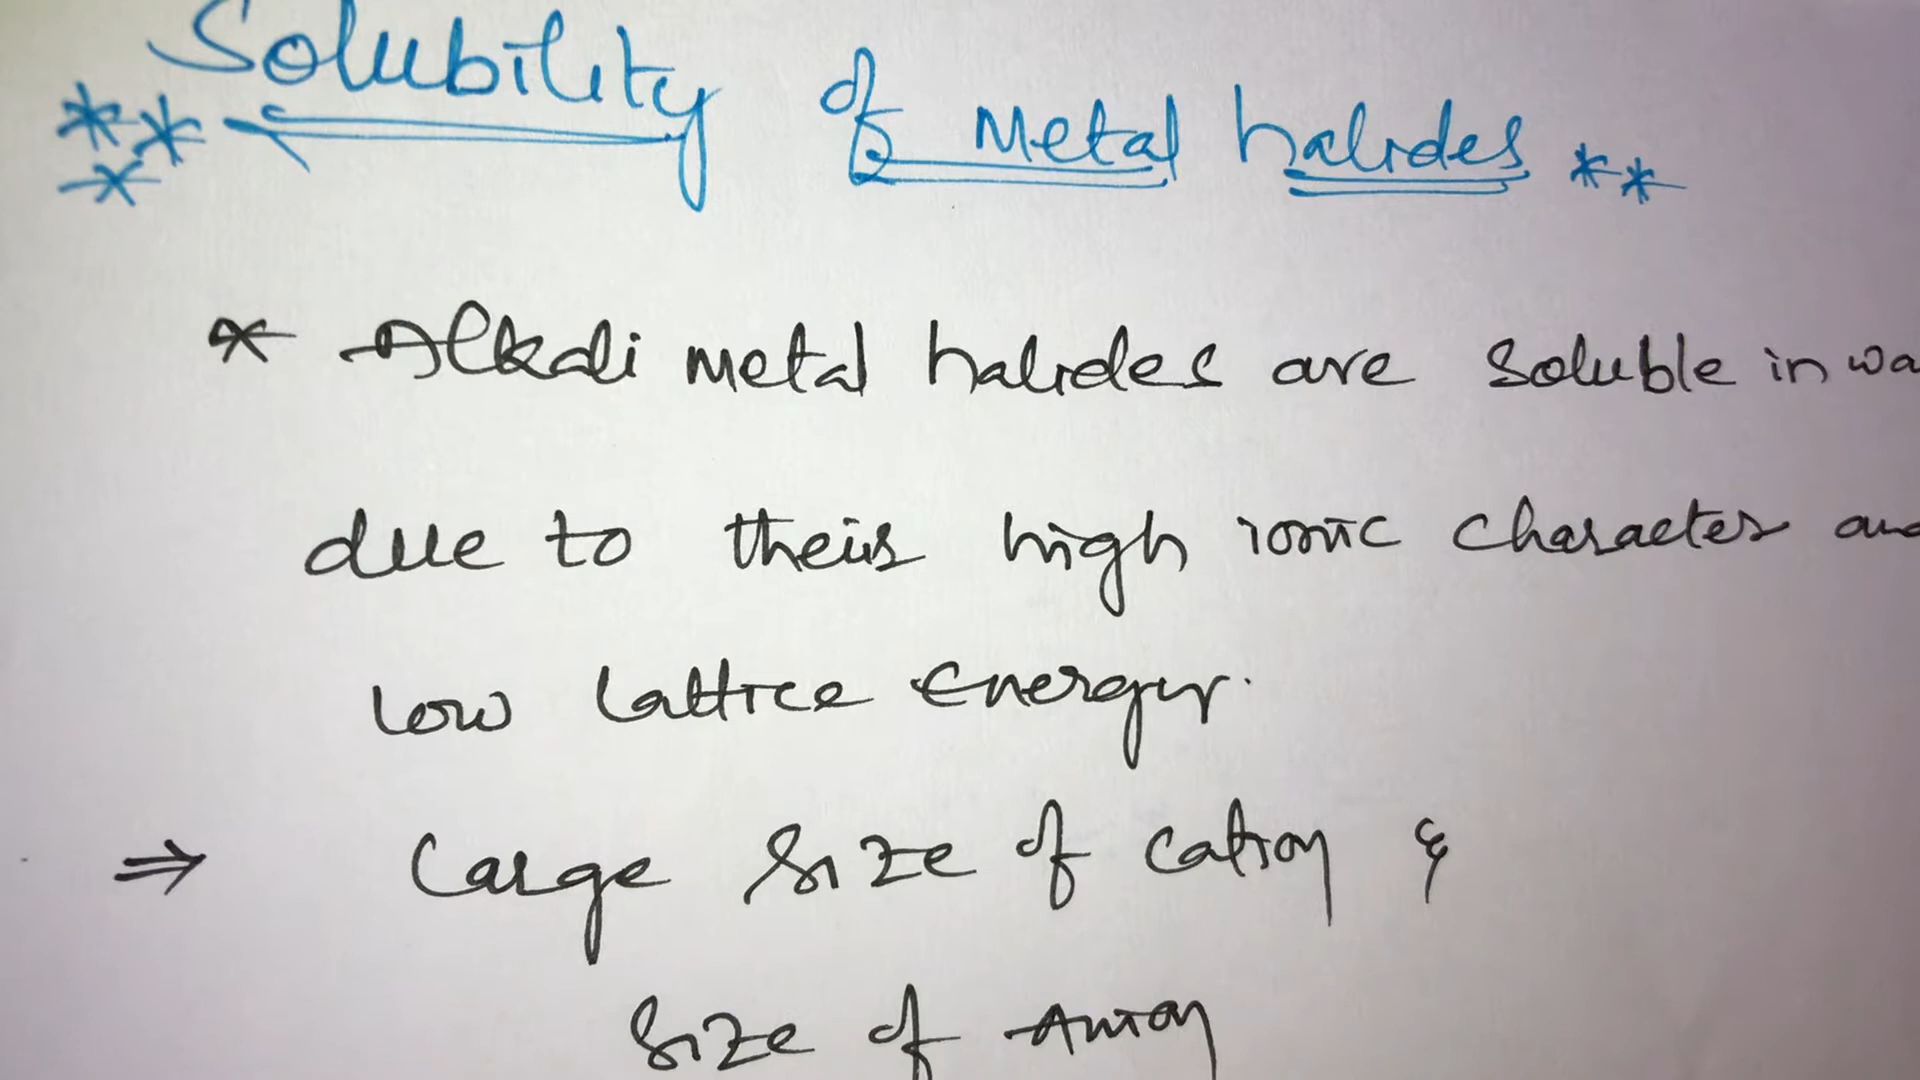 Solubility of Metal halides
* Alkali metal halides are soluble in wa
due to their high ionic character and
low lattice energy.
⇒ Large size of cation &
size of Anion